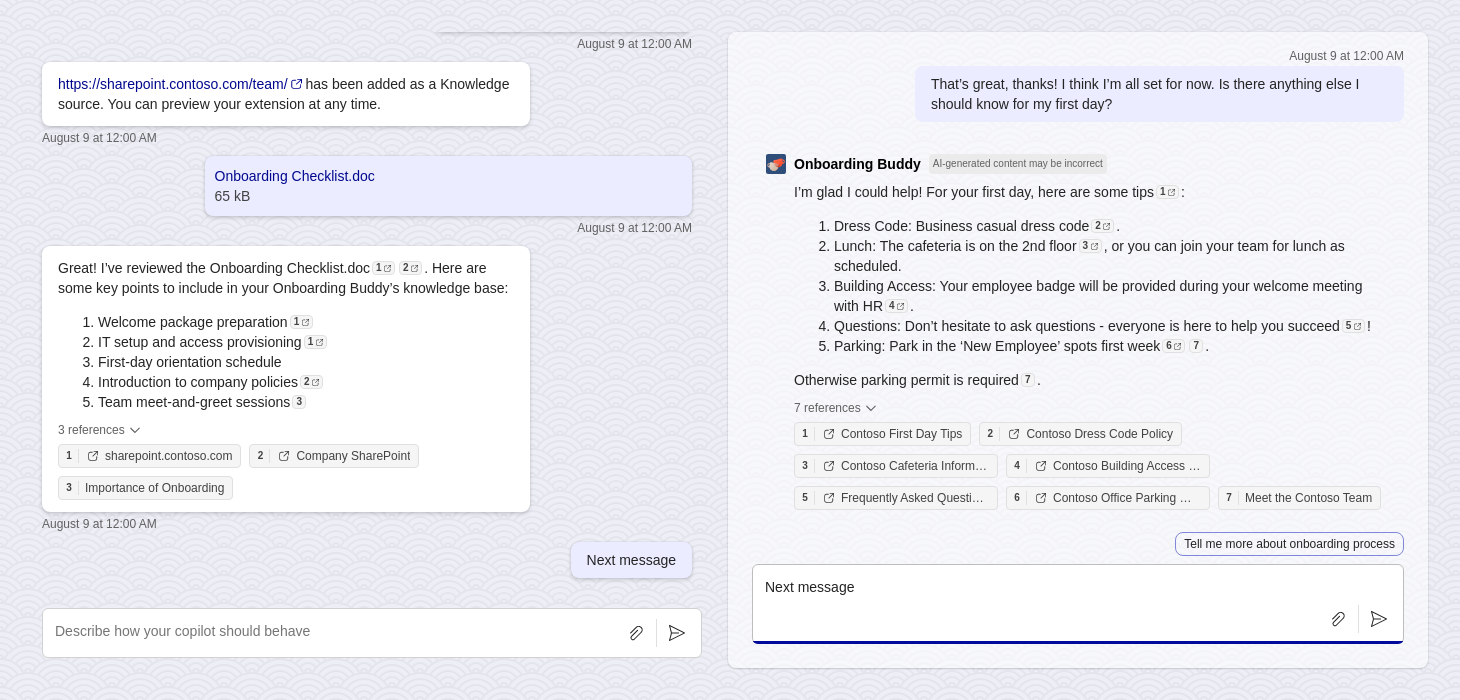 August 9 at 12:00 AM
https://sharepoint.contoso.com/team/ has been added as a Knowledge
source. You can preview your extension at any time.
August 9 at 12:00 AM
Onboarding Checklist.doc
65 kB
August 9 at 12:00 AM
Great! I’ve reviewed the Onboarding Checklist.doc 1 2 . Here are
some key points to include in your Onboarding Buddy’s knowledge base:
1. Welcome package preparation 1
2. IT setup and access provisioning 1
3. First-day orientation schedule
4. Introduction to company policies 2
5. Team meet-and-greet sessions 3
3 references
1 sharepoint.contoso.com 2 Company SharePoint
3 Importance of Onboarding
August 9 at 12:00 AM
Next message
Describe how your copilot should behave
August 9 at 12:00 AM
That’s great, thanks! I think I’m all set for now. Is there anything else I
should know for my first day?
Onboarding Buddy AI-generated content may be incorrect
I’m glad I could help! For your first day, here are some tips 1 :
1. Dress Code: Business casual dress code 2 .
2. Lunch: The cafeteria is on the 2nd floor 3 , or you can join your team for lunch as
scheduled.
3. Building Access: Your employee badge will be provided during your welcome meeting
with HR 4 .
4. Questions: Don’t hesitate to ask questions - everyone is here to help you succeed 5 !
5. Parking: Park in the ‘New Employee’ spots first week 6 7 .
Otherwise parking permit is required 7 .
7 references
1 Contoso First Day Tips 2 Contoso Dress Code Policy
3 Contoso Cafeteria Inform… 4 Contoso Building Access …
5 Frequently Asked Questi… 6 Contoso Office Parking … 7 Meet the Contoso Team
Tell me more about onboarding process
Next message